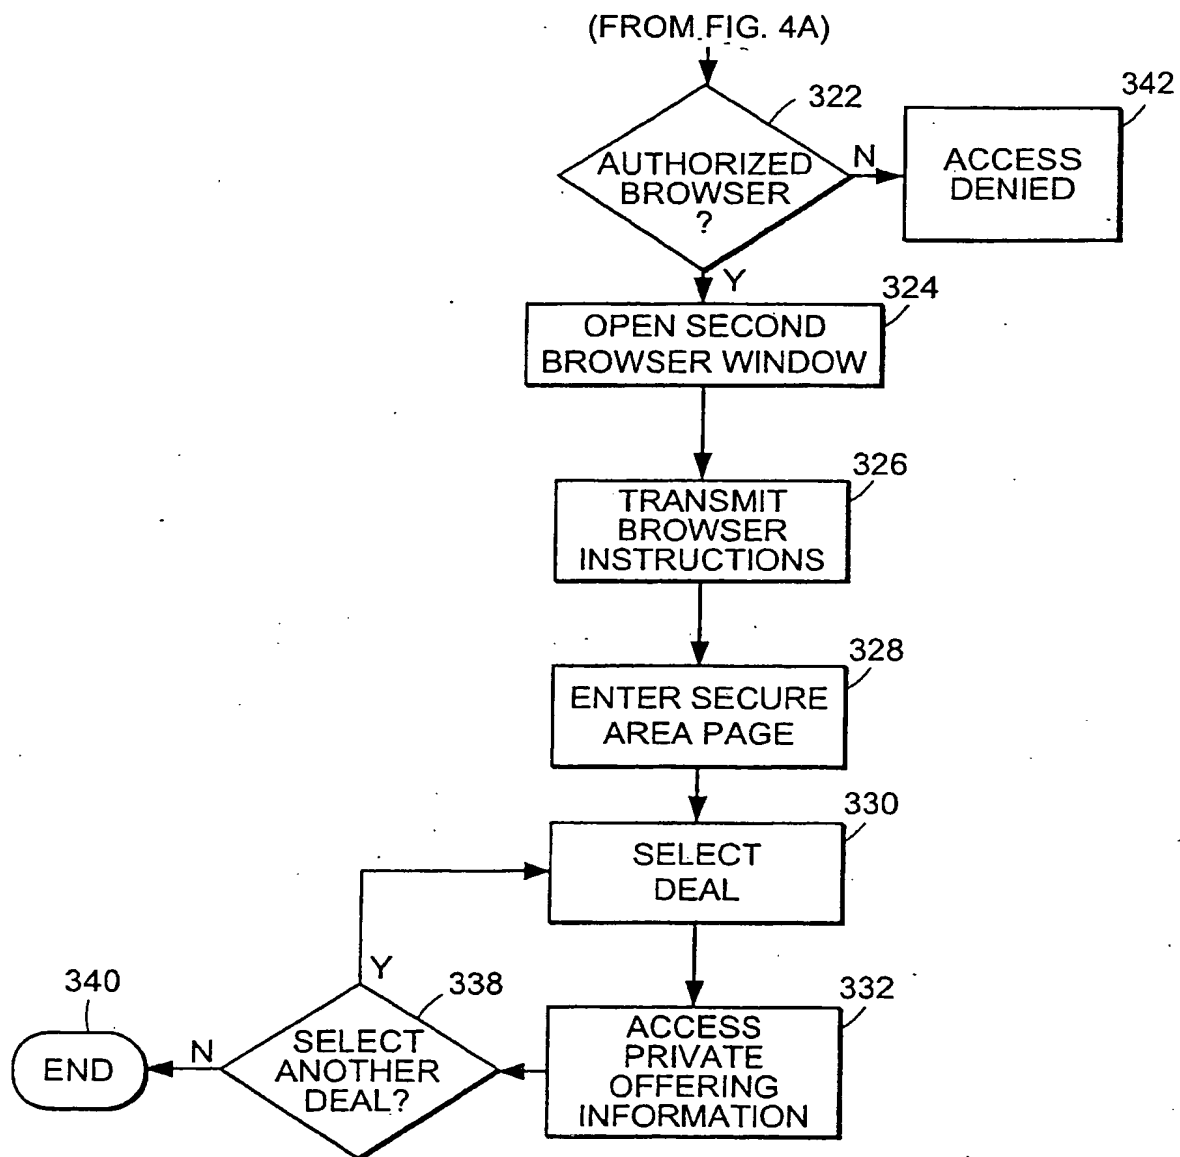 (FROM FIG. 4A)
322
342
AUTHORIZED
BROWSER
?
N
ACCESS
DENIED
Y
324
OPEN SECOND
BROWSER WINDOW
326
TRANSMIT
BROWSER
INSTRUCTIONS
328
ENTER SECURE
AREA PAGE
330
SELECT
DEAL
Y
340
338
332
END
N
SELECT
ANOTHER
DEAL?
ACCESS
PRIVATE
OFFERING
INFORMATION